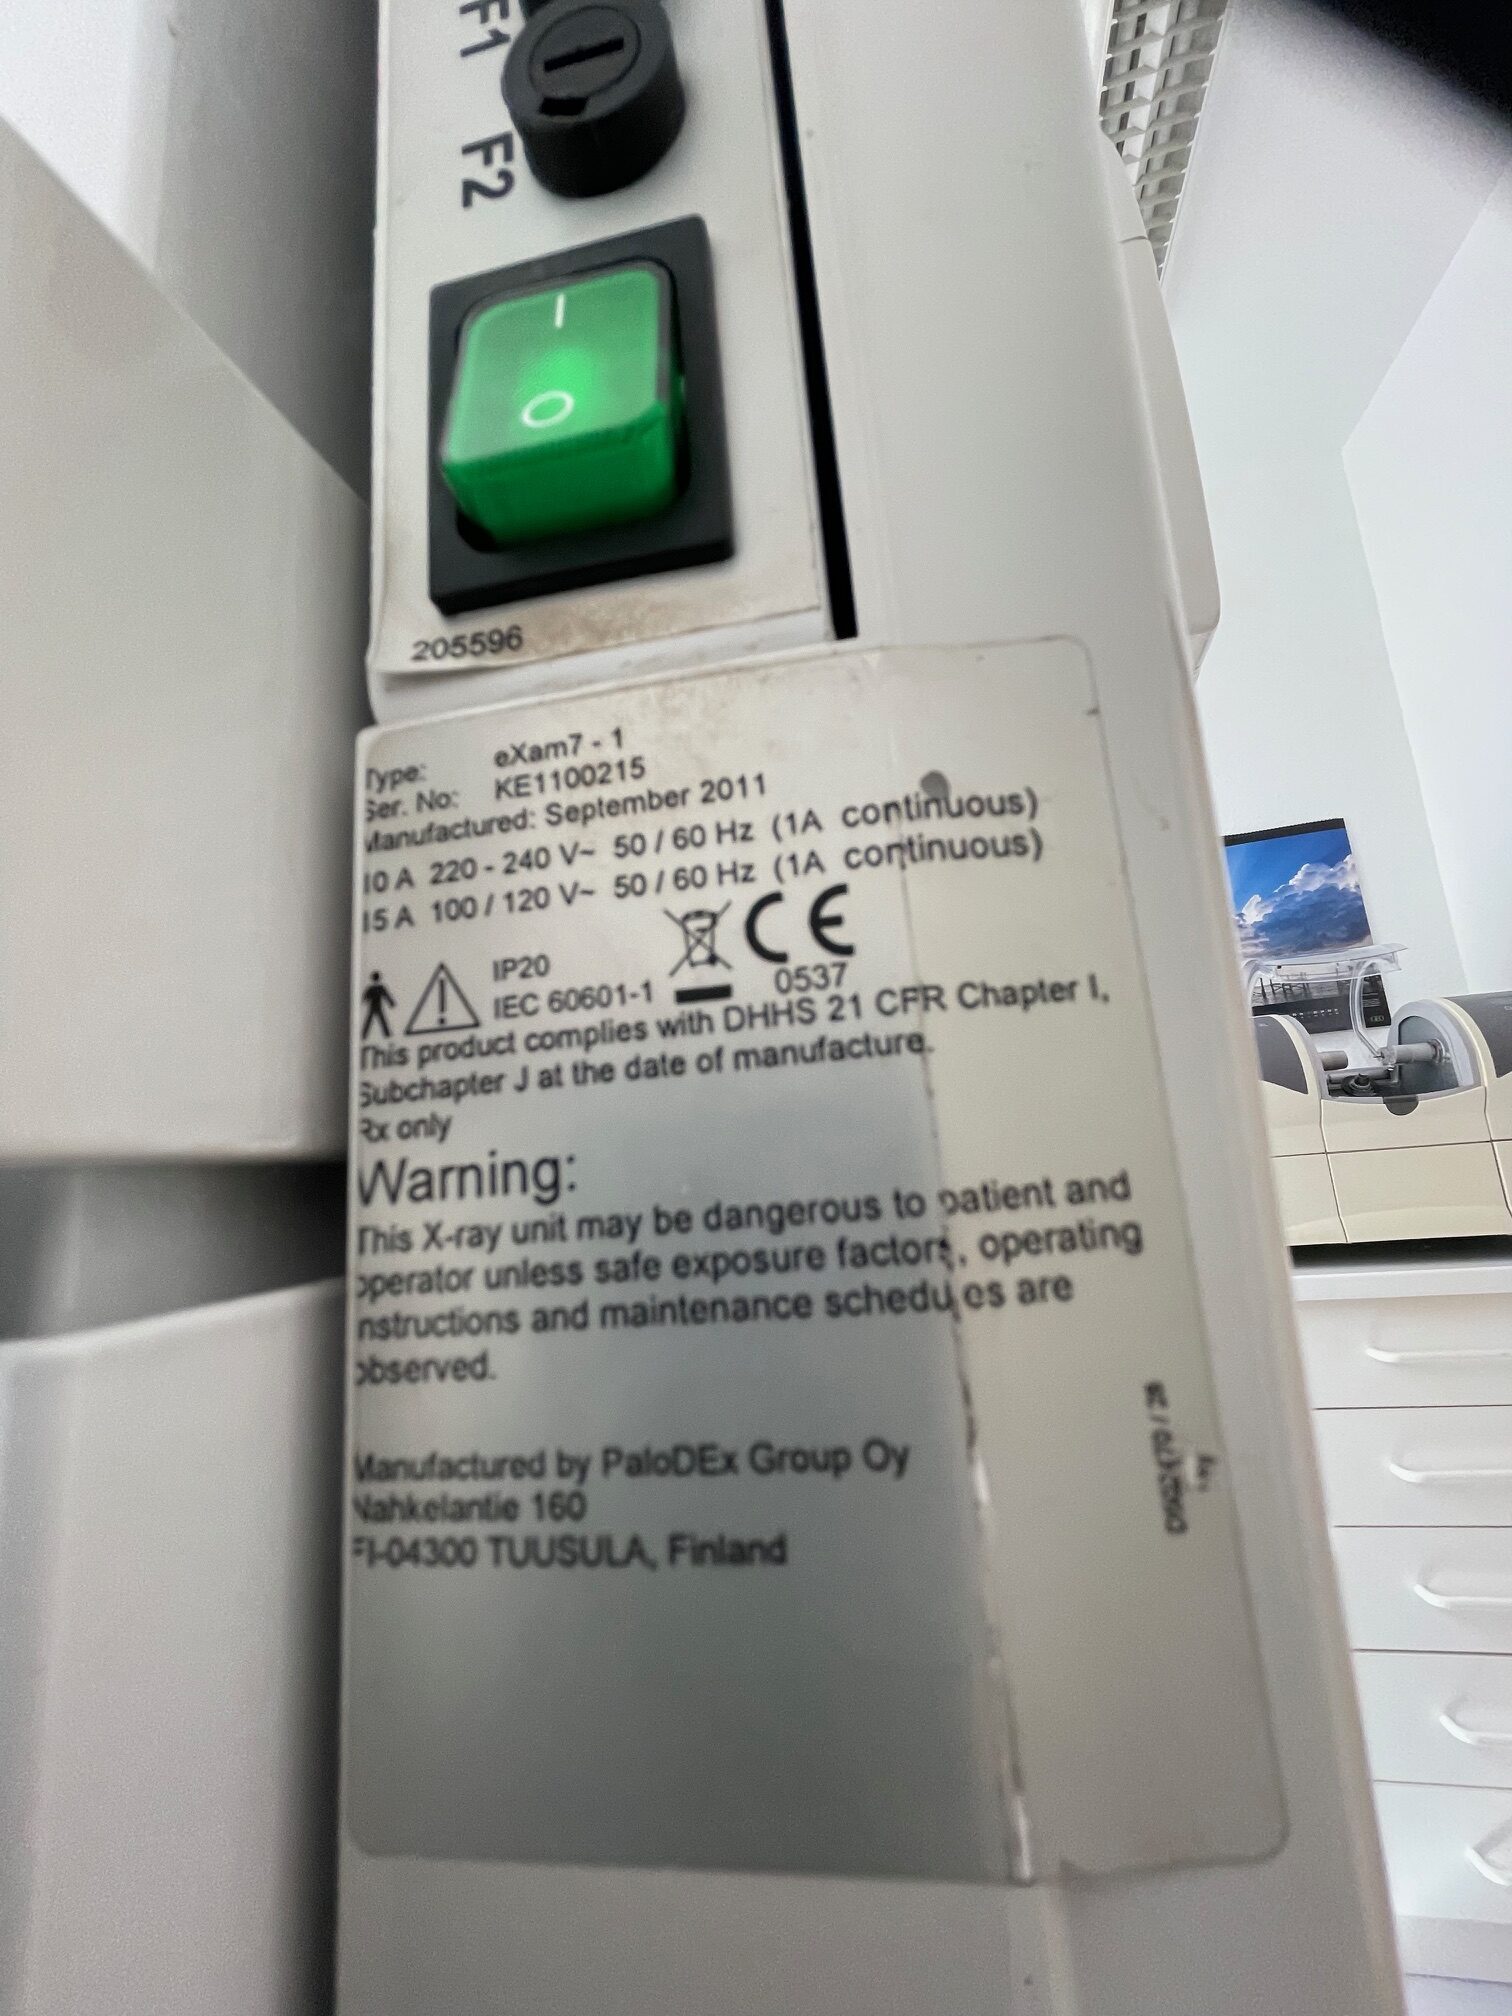 F1
F2
205596
Type: eXam7 - 1
Ser. No: KE1100215
Manufactured: September 2011
10 A 220 - 240 V~ 50 / 60 Hz (1A continuous)
15 A 100 / 120 V~ 50 / 60 Hz (1A continuous)
IP20
IEC 60601-1
CE
0537
This product complies with DHHS 21 CFR Chapter I,
Subchapter J at the date of manufacture.
Rx only
Warning:
This X-ray unit may be dangerous to patient and
operator unless safe exposure factors, operating
instructions and maintenance schedules are
observed.
Manufactured by PaloDEx Group Oy
Nahkelantie 160
FI-04300 TUUSULA, Finland